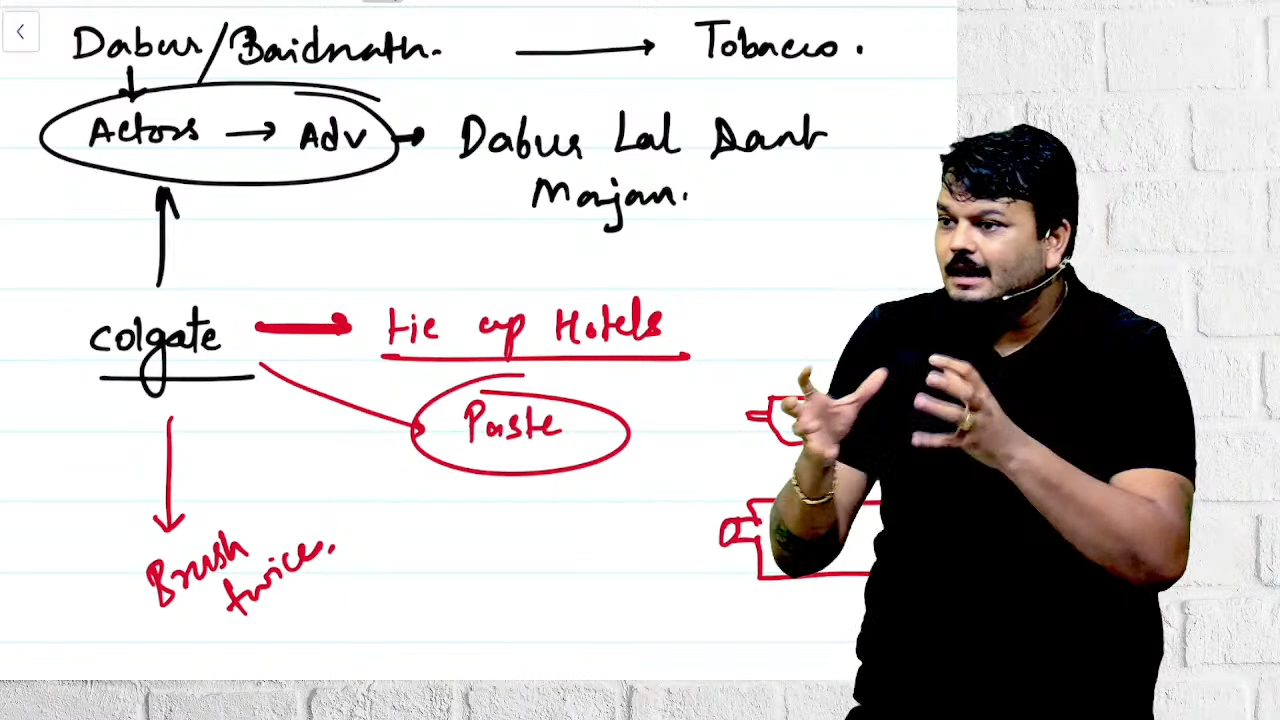 Dabur/Baidnath. → Tobacco.
Actors → Adv → Dabur Lal Dant
Manjan.
Colgate → tie up Hotels
Paste
Brush
twice.